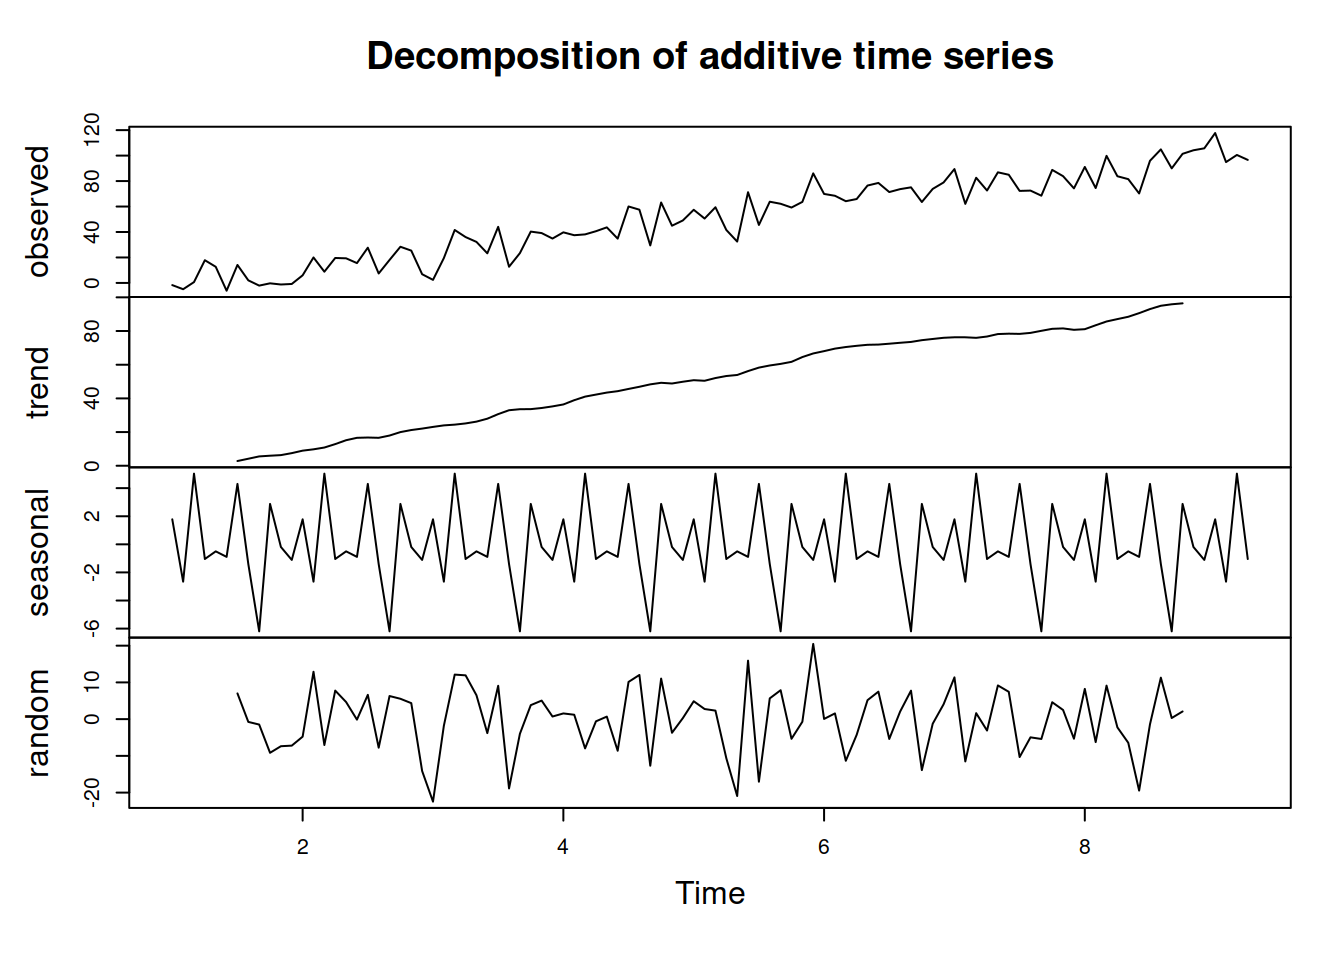 Decomposition of additive time series
observed
0 40 80 120
trend
0 40 80
seasonal
-6 -2 2
random
-20 0 10
2 4 6 8
Time